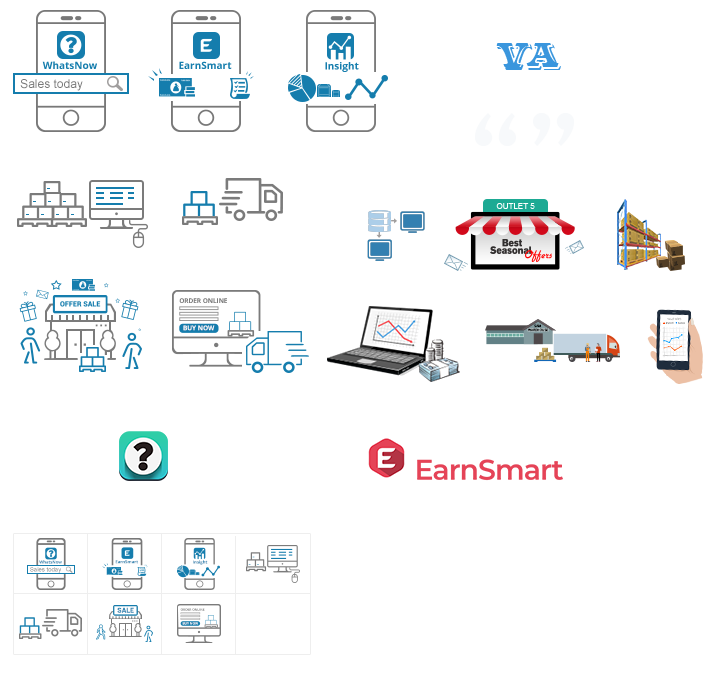 WhatsNow
Sales today
EarnSmart
Insight
VA
“ ”
OUTLET 5
Best
Seasonal
Offers
OFFER SALE
ORDER ONLINE
BUY NOW
?
E EarnSmart
WhatsNow
Sales today
EarnSmart
Insight
SALE
ORDER ONLINE
BUY NOW